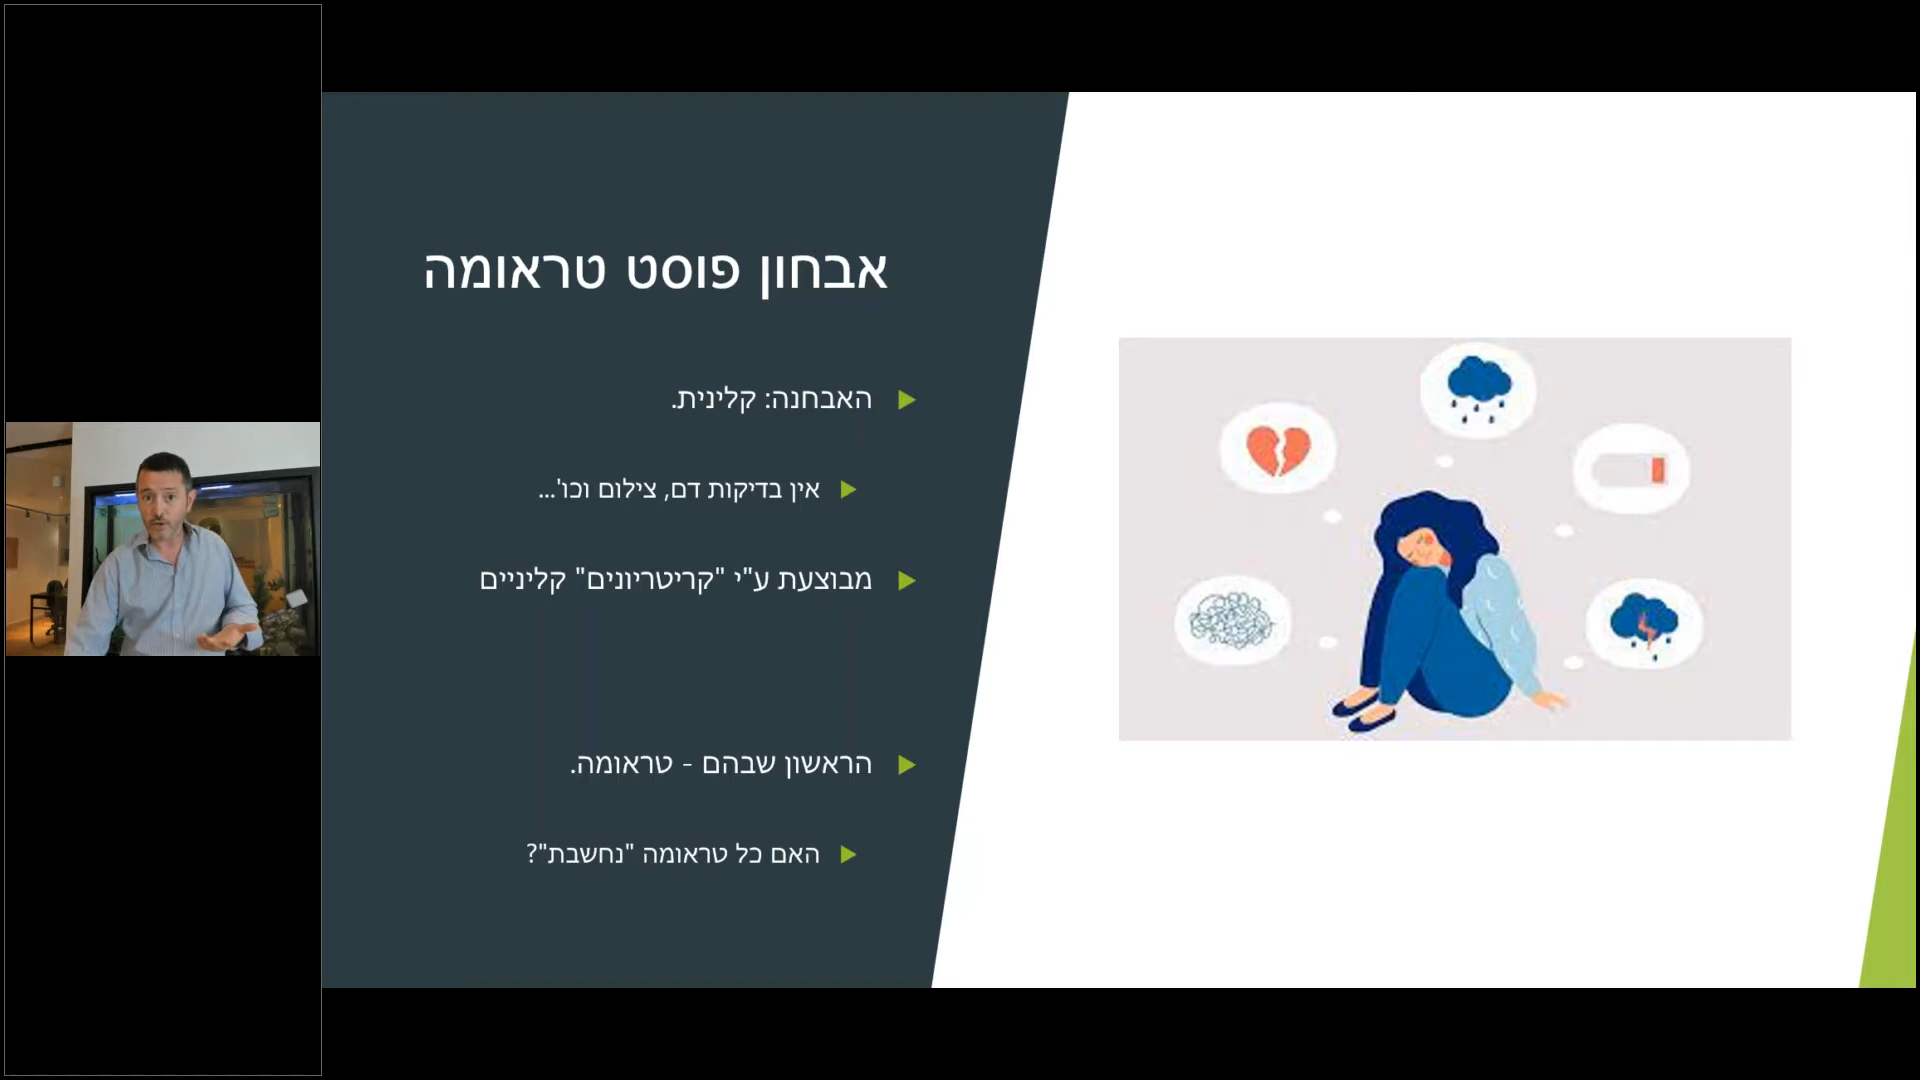 אבחון פוסט טראומה
האבחנה: קלינית.
אין בדיקות דם, צילום וכו'...
מבוצעת ע"י "קריטריונים" קליניים
הראשון שבהם - טראומה.
האם כל טראומה "נחשבת"?